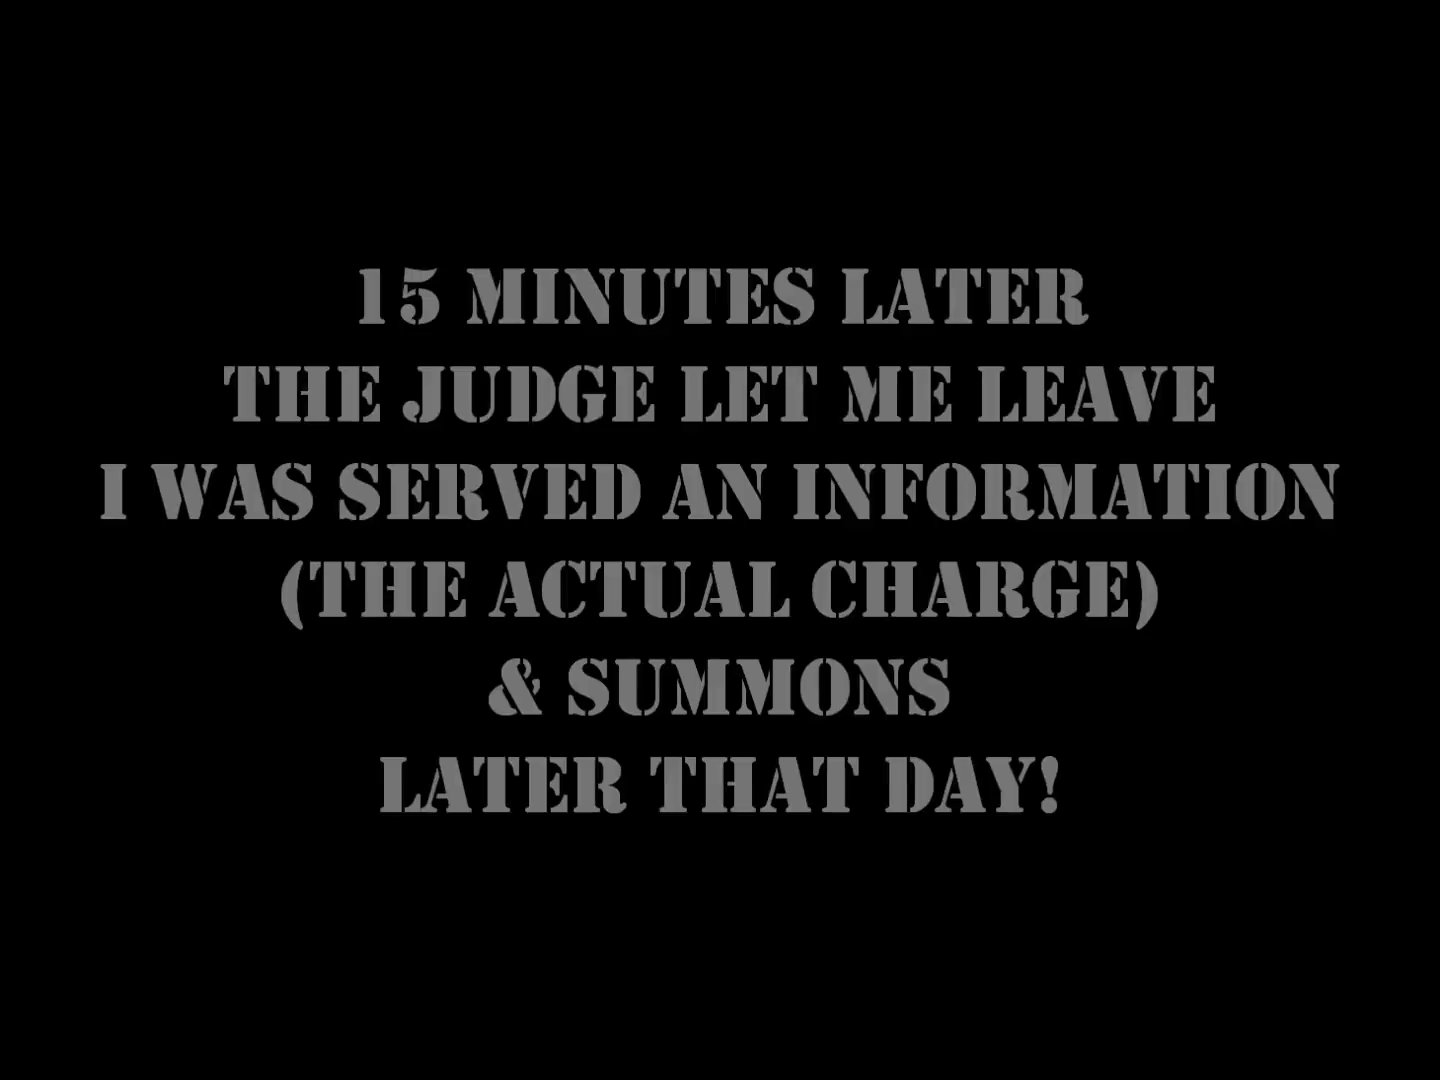 15 MINUTES LATER
THE JUDGE LET ME LEAVE
I WAS SERVED AN INFORMATION
(THE ACTUAL CHARGE)
& SUMMONS
LATER THAT DAY!